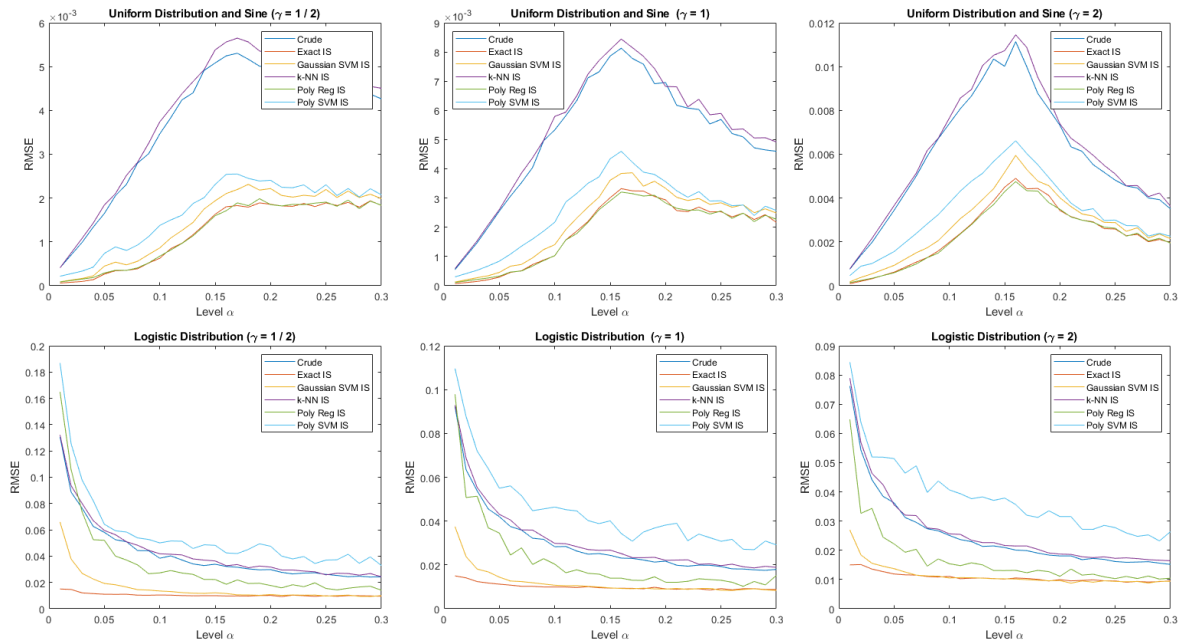 Uniform Distribution and Sine (γ = 1 / 2)
6 ×10⁻³
5
4
3
2
1
0
RMSE
0 0.05 0.1 0.15 0.2 0.25 0.3
Level α
Crude
Exact IS
Gaussian SVM IS
k-NN IS
Poly Reg IS
Poly SVM IS
Uniform Distribution and Sine (γ = 1)
9 ×10⁻³
8
7
6
5
4
3
2
1
0
RMSE
0 0.05 0.1 0.15 0.2 0.25 0.3
Level α
Crude
Exact IS
Gaussian SVM IS
k-NN IS
Poly Reg IS
Poly SVM IS
Uniform Distribution and Sine (γ = 2)
0.012
0.01
0.008
0.006
0.004
0.002
0
RMSE
0 0.05 0.1 0.15 0.2 0.25 0.3
Level α
Crude
Exact IS
Gaussian SVM IS
k-NN IS
Poly Reg IS
Poly SVM IS
Logistic Distribution (γ = 1 / 2)
0.2
0.18
0.16
0.14
0.12
0.1
0.08
0.06
0.04
0.02
0
RMSE
0 0.05 0.1 0.15 0.2 0.25 0.3
Level α
Crude
Exact IS
Gaussian SVM IS
k-NN IS
Poly Reg IS
Poly SVM IS
Logistic Distribution (γ = 1)
0.12
0.1
0.08
0.06
0.04
0.02
0
RMSE
0 0.05 0.1 0.15 0.2 0.25 0.3
Level α
Crude
Exact IS
Gaussian SVM IS
k-NN IS
Poly Reg IS
Poly SVM IS
Logistic Distribution (γ = 2)
0.09
0.08
0.07
0.06
0.05
0.04
0.03
0.02
0.01
0
RMSE
0 0.05 0.1 0.15 0.2 0.25 0.3
Level α
Crude
Exact IS
Gaussian SVM IS
k-NN IS
Poly Reg IS
Poly SVM IS